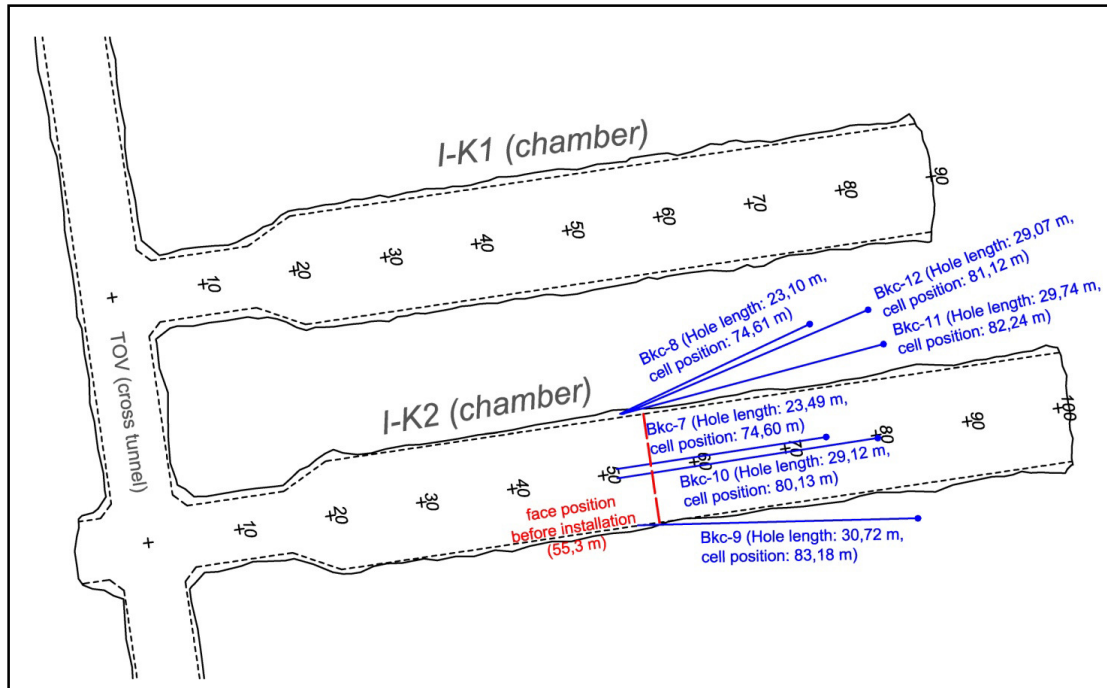 I-K1 (chamber)
10
20
30
40
50
60
70
80
90
TOV (cross tunnel)
Bkc-8 (Hole length: 23,10 m,
cell position: 74,61 m)
Bkc-12 (Hole length: 29,07 m,
cell position: 81,12 m)
Bkc-11 (Hole length: 29,74 m,
cell position: 82,24 m)
I-K2 (chamber)
Bkc-7 (Hole length: 23,49 m,
cell position: 74,60 m)
10
20
30
40
50
60
70
80
90
100
Bkc-10 (Hole length: 29,12 m,
cell position: 80,13 m)
face position
before installation
(55,3 m)
Bkc-9 (Hole length: 30,72 m,
cell position: 83,18 m)